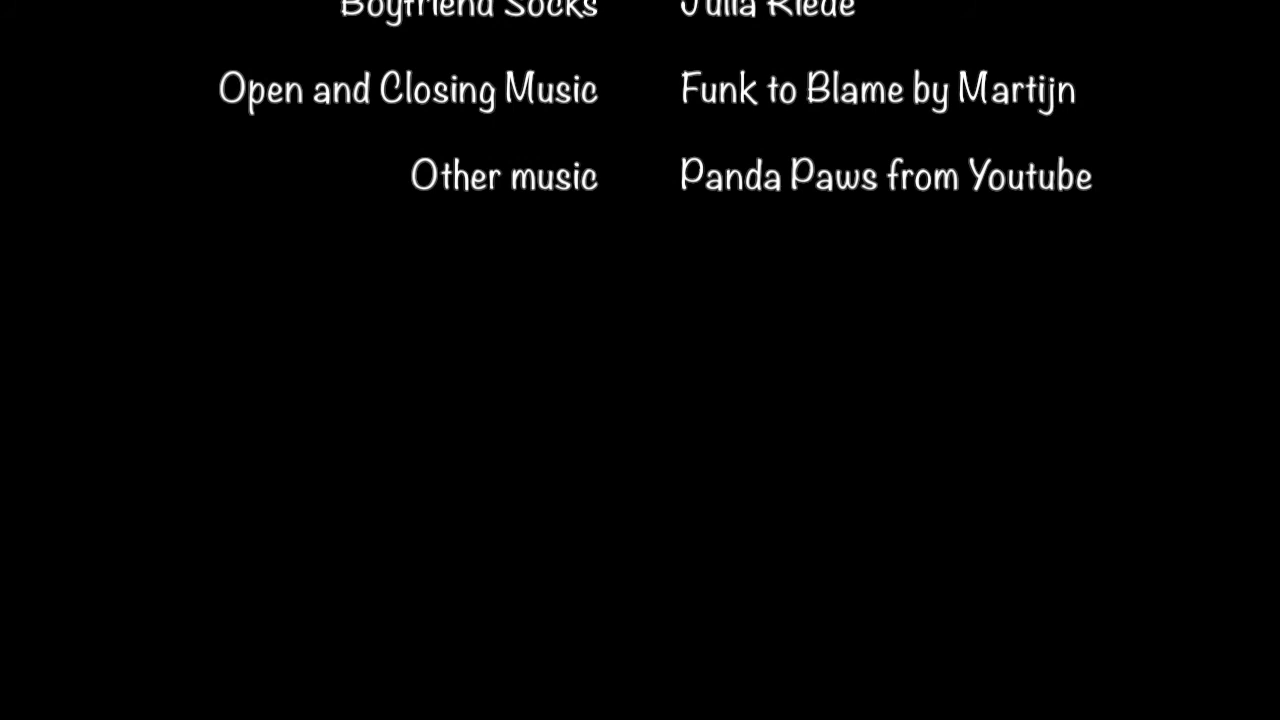 Boyfriend Socks Julia Riede
Open and Closing Music Funk to Blame by Martijn
Other music Panda Paws from Youtube